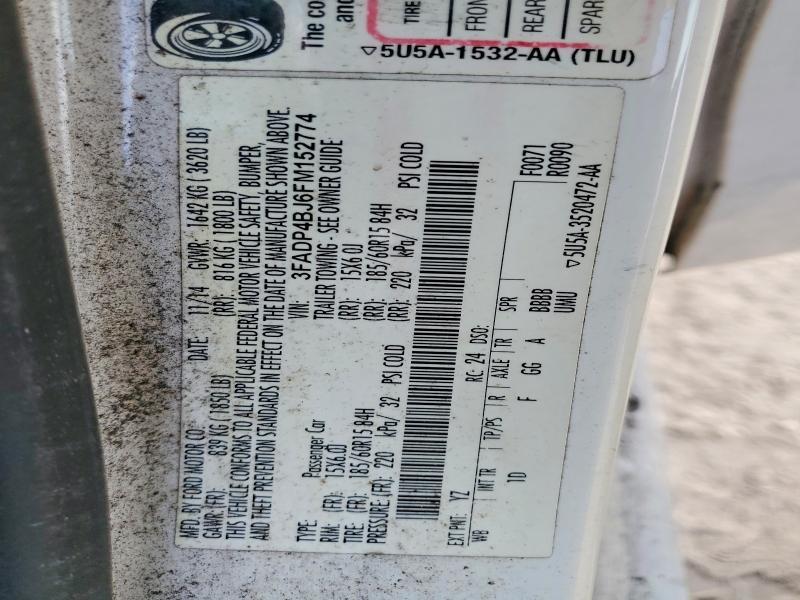 The co
and
TIRE
FRON
REAR
SPAR
▽5U5A-1532-AA (TLU)
MFD. BY FORD MOTOR CO. DATE: 11/14 GVWR: 1642 KG ( 3620 LB)
GAWR: (FR): 839 KG ( 1850 LB) (RR): 816 KG ( 1800 LB)
THIS VEHICLE CONFORMS TO ALL APPLICABLE FEDERAL MOTOR VEHICLE SAFETY, BUMPER,
AND THEFT PREVENTION STANDARDS IN EFFECT ON THE DATE OF MANUFACTURE SHOWN ABOVE.
VIN: 3FADP4BJ6FM152774
TYPE: Passenger Car TRAILER TOWING - SEE OWNER GUIDE
RIM: (FR): 15X6.0J (RR): 15X6.0J
TIRE: (FR): 185/60R15 84H (RR): 185/60R15 84H
PRESSURE: (FR): 220 kPa/ 32 PSI COLD (RR): 220 kPa/ 32 PSI COLD
EXT PNT: YZ RC: 24 DSO: F0071
R0090
WB INT TR TP/PS R AXLE TR SPR
1D F GG A BBBB
UMU
▽5U5A-3520472-AA